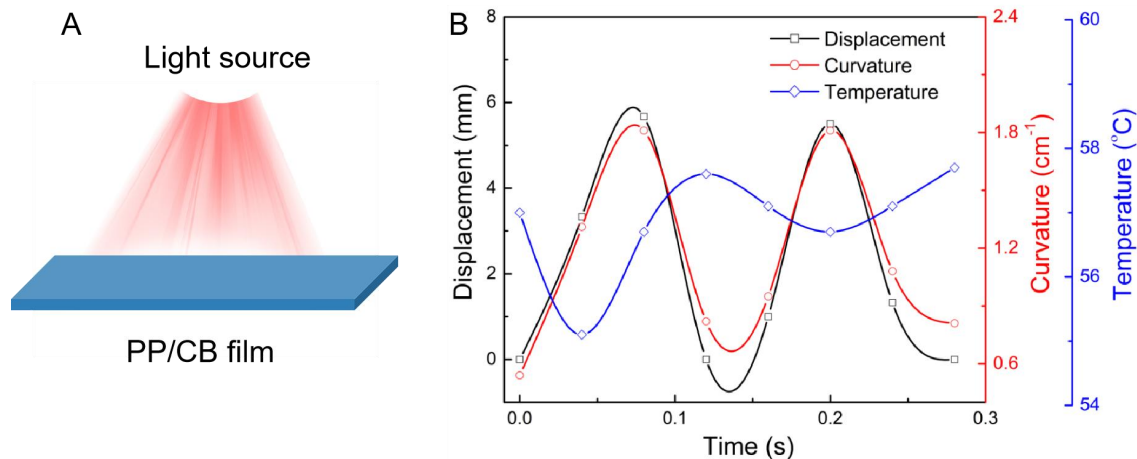 A
Light source
PP/CB film
B
Displacement
Curvature
Temperature
Displacement (mm)
8
6
4
2
0
Curvature (cm⁻¹)
2.4
1.8
1.2
0.6
Temperature (°C)
60
58
56
54
0.0
0.1
0.2
0.3
Time (s)